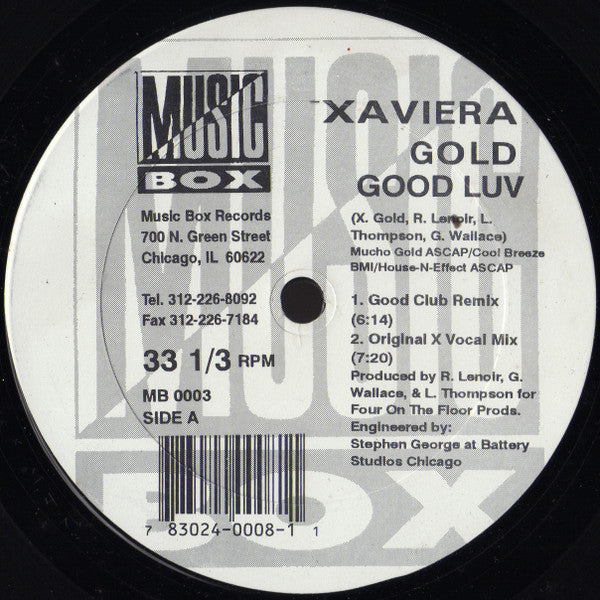 MUSIC
BOX
XAVIERA
GOLD
GOOD LUV
Music Box Records
700 N. Green Street
Chicago, IL 60622
Tel. 312-226-8092
Fax 312-226-7184
33 1/3 RPM
MB 0003
SIDE A
(X. Gold, R. Lenoir, L.
Thompson, G. Wallace)
Mucho Gold ASCAP/Cool Breeze
BMI/House-N-Effect ASCAP
1. Good Club Remix
(6:14)
2. Original X Vocal Mix
(7:20)
Produced by R. Lenoir, G.
Wallace, & L. Thompson for
Four On The Floor Prods.
Engineered by:
Stephen George at Battery
Studios Chicago
7 83024-0008-1 1
MUSIC
BOX